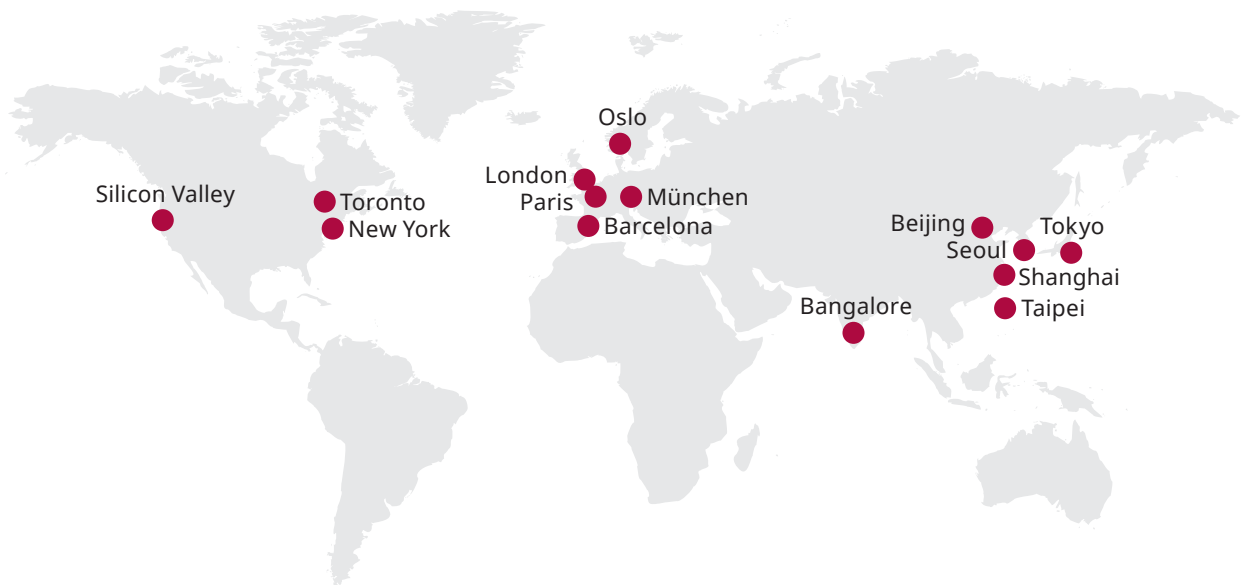 Oslo
London
Paris
München
Barcelona
Silicon Valley
Toronto
New York
Beijing
Tokyo
Seoul
Shanghai
Bangalore
Taipei